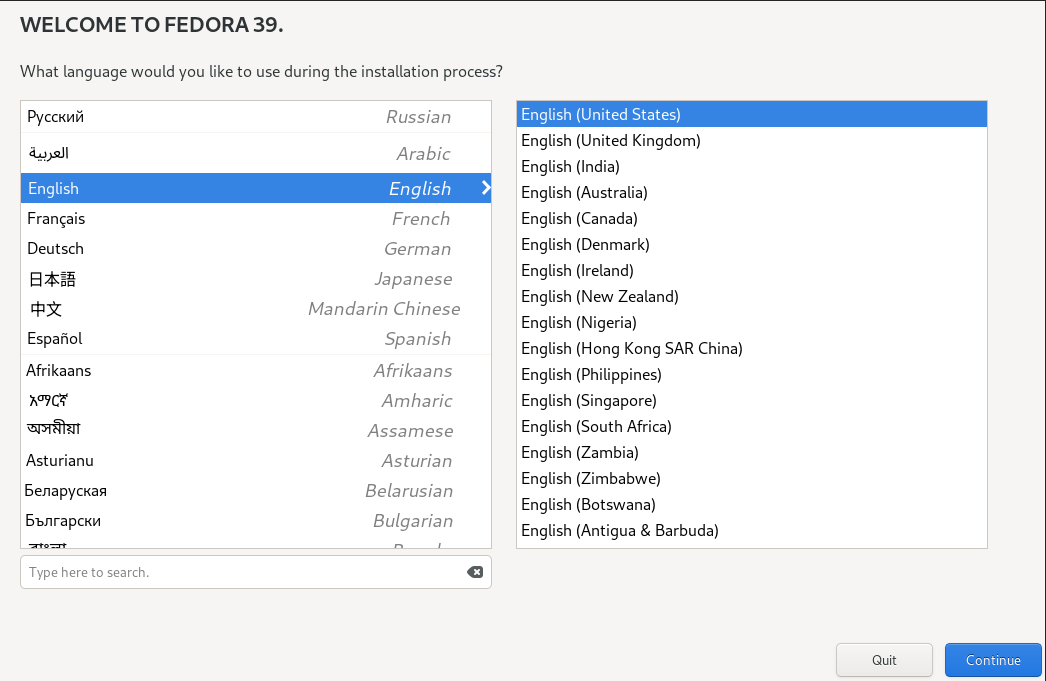 WELCOME TO FEDORA 39.
What language would you like to use during the installation process?
Русский Russian
العربية Arabic
English English
Français French
Deutsch German
日本語 Japanese
中文 Mandarin Chinese
Español Spanish
Afrikaans Afrikaans
አማርኛ Amharic
অসমীয়া Assamese
Asturianu Asturian
Беларуская Belarusian
Български Bulgarian
Type here to search.
English (United States)
English (United Kingdom)
English (India)
English (Australia)
English (Canada)
English (Denmark)
English (Ireland)
English (New Zealand)
English (Nigeria)
English (Hong Kong SAR China)
English (Philippines)
English (Singapore)
English (South Africa)
English (Zambia)
English (Zimbabwe)
English (Botswana)
English (Antigua & Barbuda)
Quit Continue